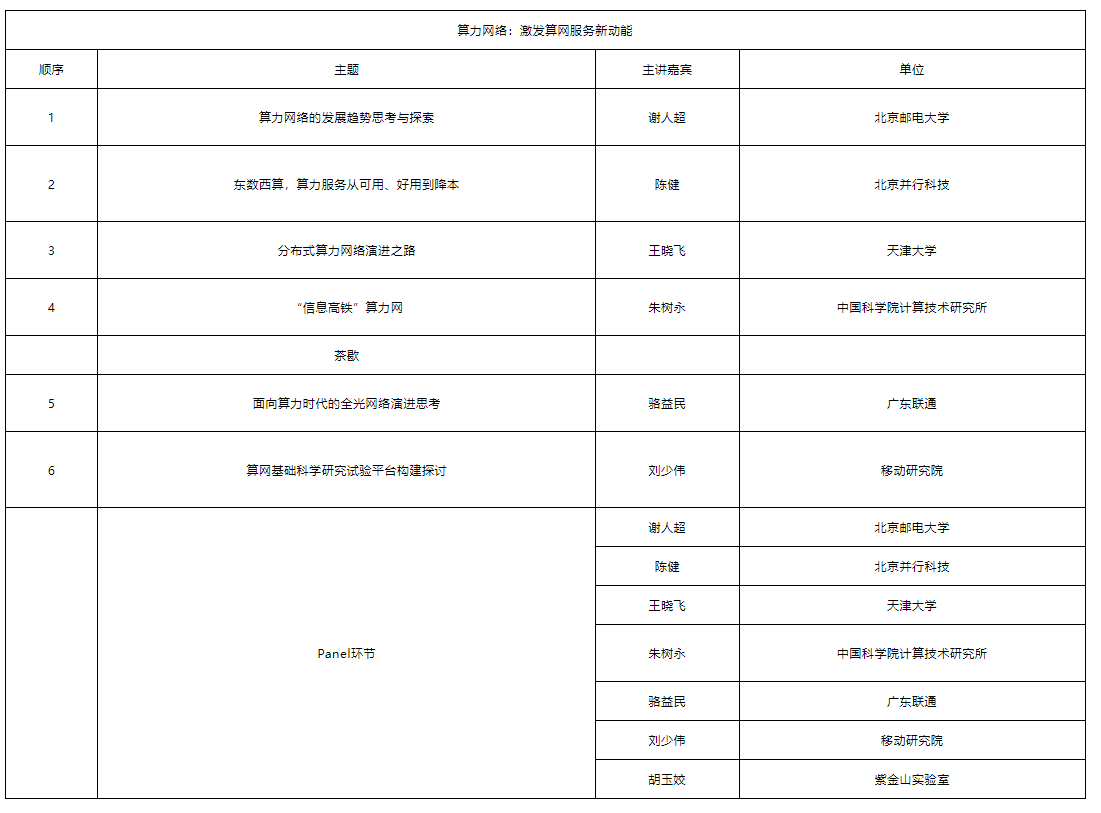 算力网络：激发算网服务新动能
顺序 主题 主讲嘉宾 单位
1 算力网络的发展趋势思考与探索 谢人超 北京邮电大学
2 东数西算，算力服务从可用、好用到降本 陈健 北京并行科技
3 分布式算力网络演进之路 王晓飞 天津大学
4 “信息高铁”算力网 朱树永 中国科学院计算技术研究所
茶歇
5 面向算力时代的全光网络演进思考 骆益民 广东联通
6 算网基础科学研究试验平台构建探讨 刘少伟 移动研究院
Panel环节
谢人超 北京邮电大学
陈健 北京并行科技
王晓飞 天津大学
朱树永 中国科学院计算技术研究所
骆益民 广东联通
刘少伟 移动研究院
胡玉姣 紫金山实验室